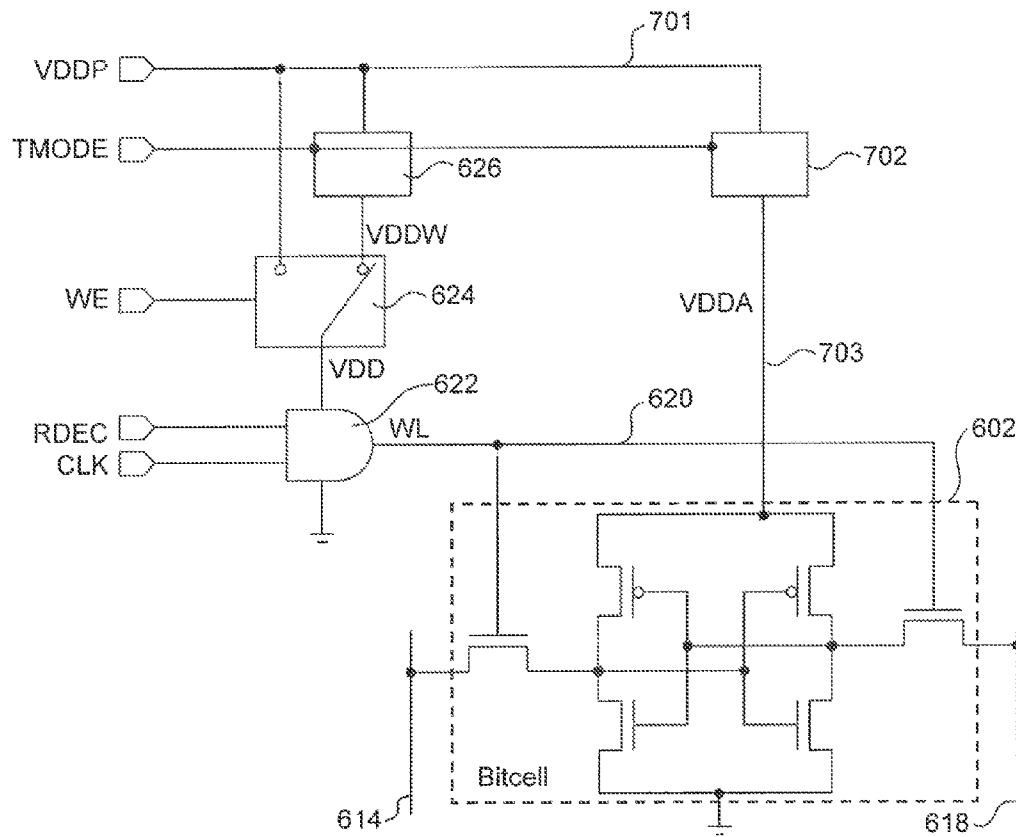 701
VDDP
TMODE
626
702
VDDW
WE
624
VDDA
VDD
703
622
RDEC
WL
620
602
CLK
Bitcell
614
618